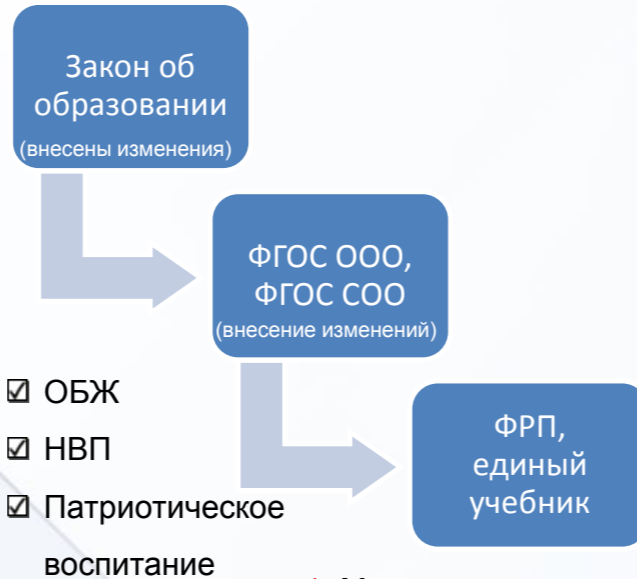 Закон об
образовании
(внесены изменения)
ФГОС ООО,
ФГОС СОО
(внесение изменений)
☑ ОБЖ
☑ НВП
☑ Патриотическое
воспитание
ФРП,
единый
учебник